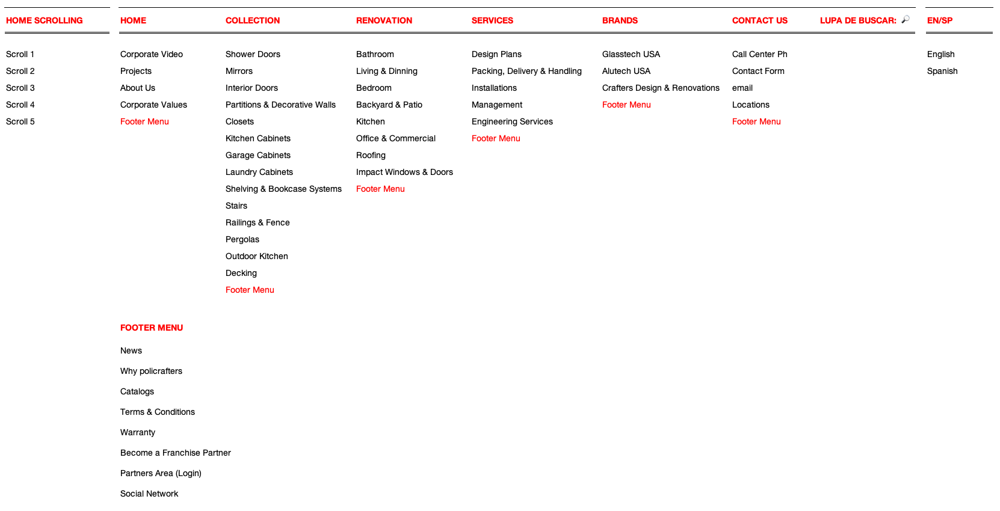 HOME SCROLLING HOME COLLECTION RENOVATION SERVICES BRANDS CONTACT US LUPA DE BUSCAR: 🔎 EN/SP
Scroll 1 Corporate Video Shower Doors Bathroom Design Plans Glasstech USA Call Center Ph English
Scroll 2 Projects Mirrors Living & Dinning Packing, Delivery & Handling Alutech USA Contact Form Spanish
Scroll 3 About Us Interior Doors Bedroom Installations Crafters Design & Renovations email
Scroll 4 Corporate Values Partitions & Decorative Walls Backyard & Patio Management Footer Menu Locations
Scroll 5 Footer Menu Closets Kitchen Engineering Services Footer Menu
Kitchen Cabinets Office & Commercial Footer Menu
Garage Cabinets Roofing
Laundry Cabinets Impact Windows & Doors
Shelving & Bookcase Systems Footer Menu
Stairs
Railings & Fence
Pergolas
Outdoor Kitchen
Decking
Footer Menu
FOOTER MENU
News
Why policrafters
Catalogs
Terms & Conditions
Warranty
Become a Franchise Partner
Partners Area (Login)
Social Network